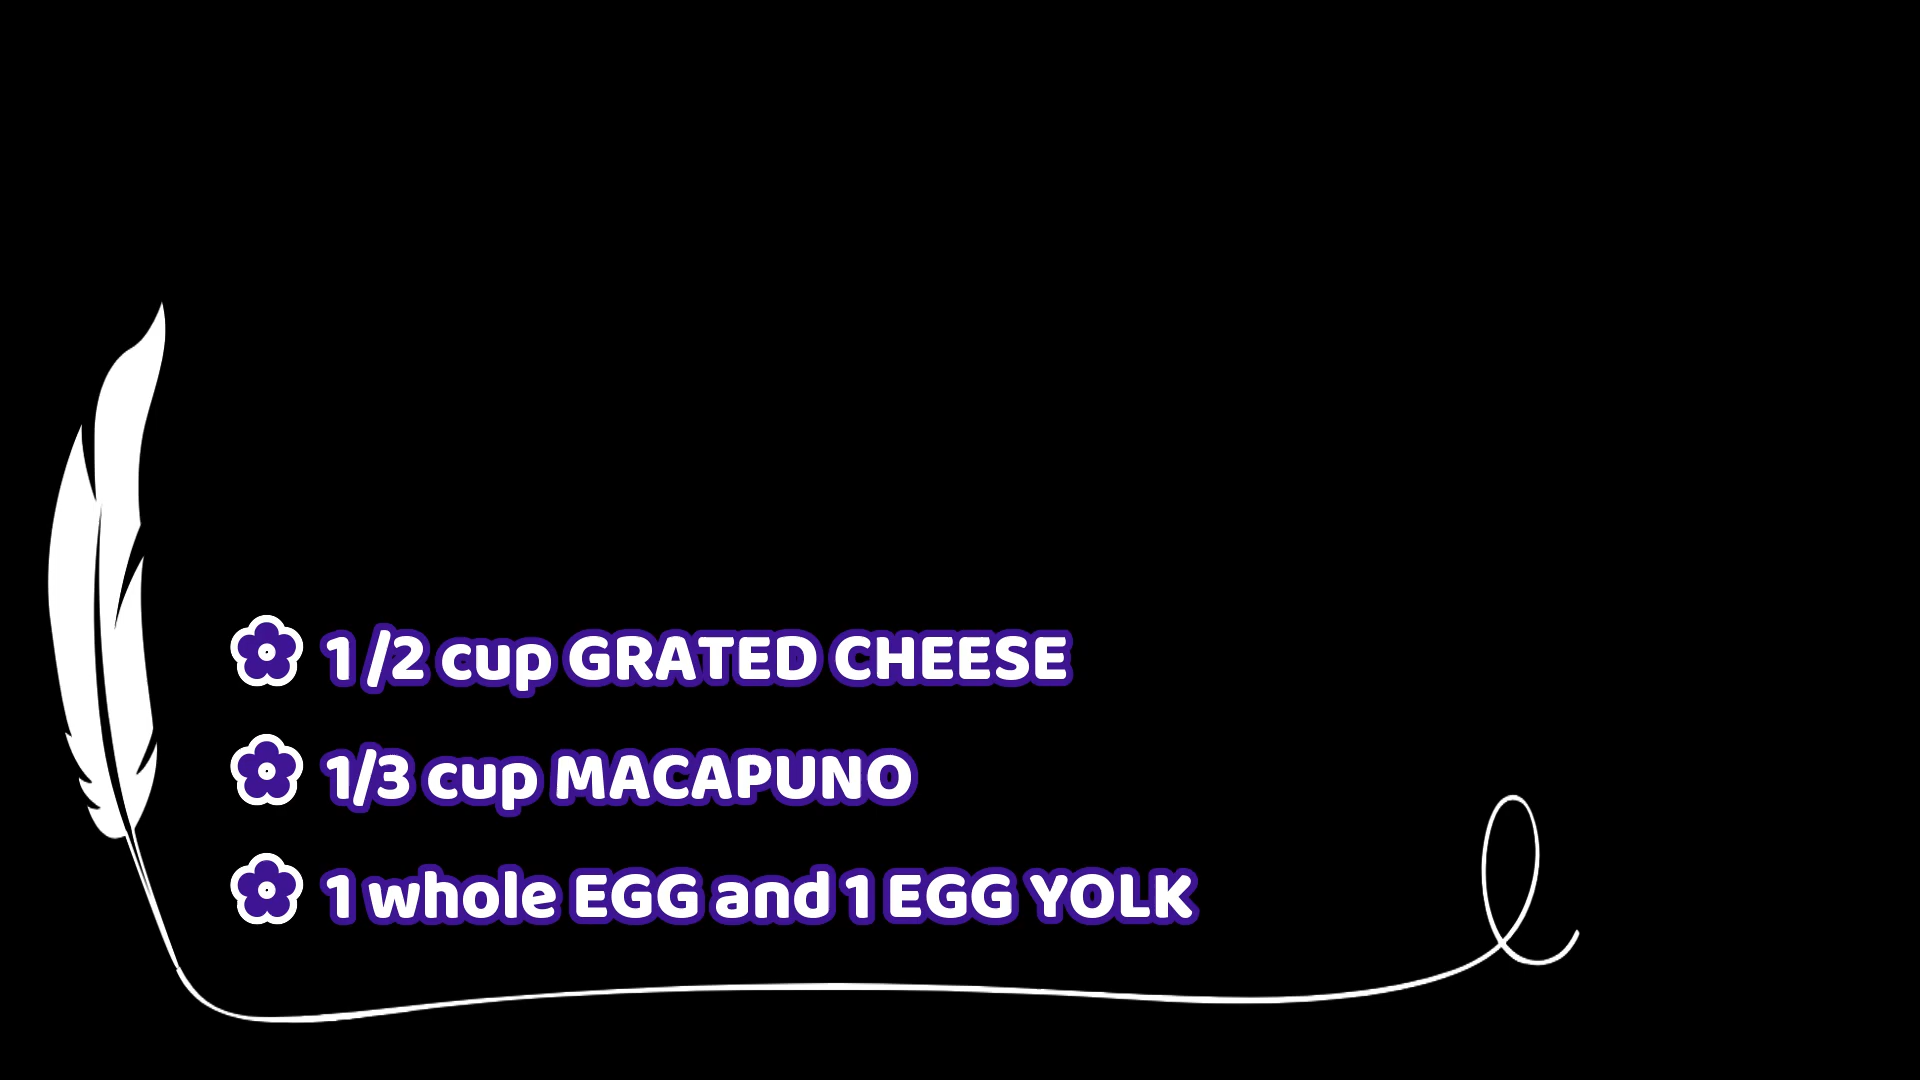 1 /2 cup GRATED CHEESE
1/3 cup MACAPUNO
1 whole EGG and 1 EGG YOLK